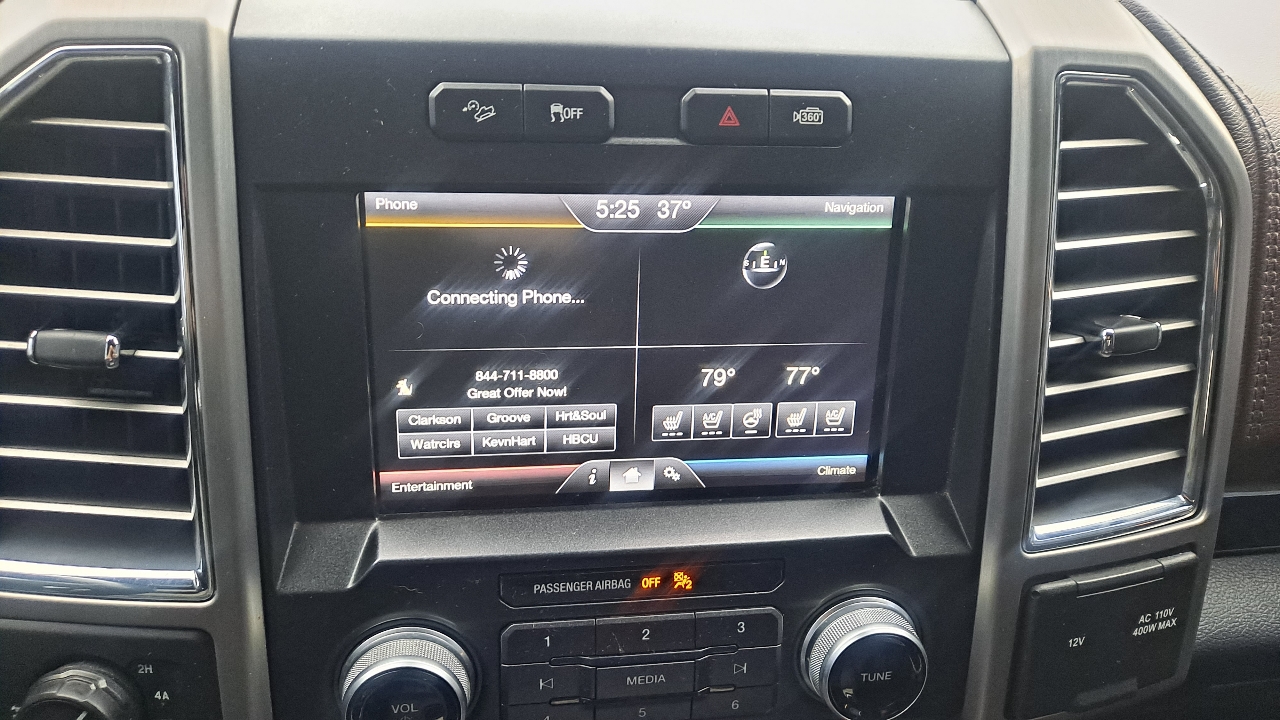 OFF
360°
Phone
5:25 37°
Navigation
S E N
Connecting Phone...
844-711-8800
Great Offer Now!
79° 77°
Clarkson Groove Hrt&Soul
Watrclrs KevnHart HBCU
A/C A/C
i
Entertainment
Climate
PASSENGER AIRBAG OFF 2
1 2 3
MEDIA
4 5 6
VOL
TUNE
2H
4A
12V
AC 110V
400W MAX